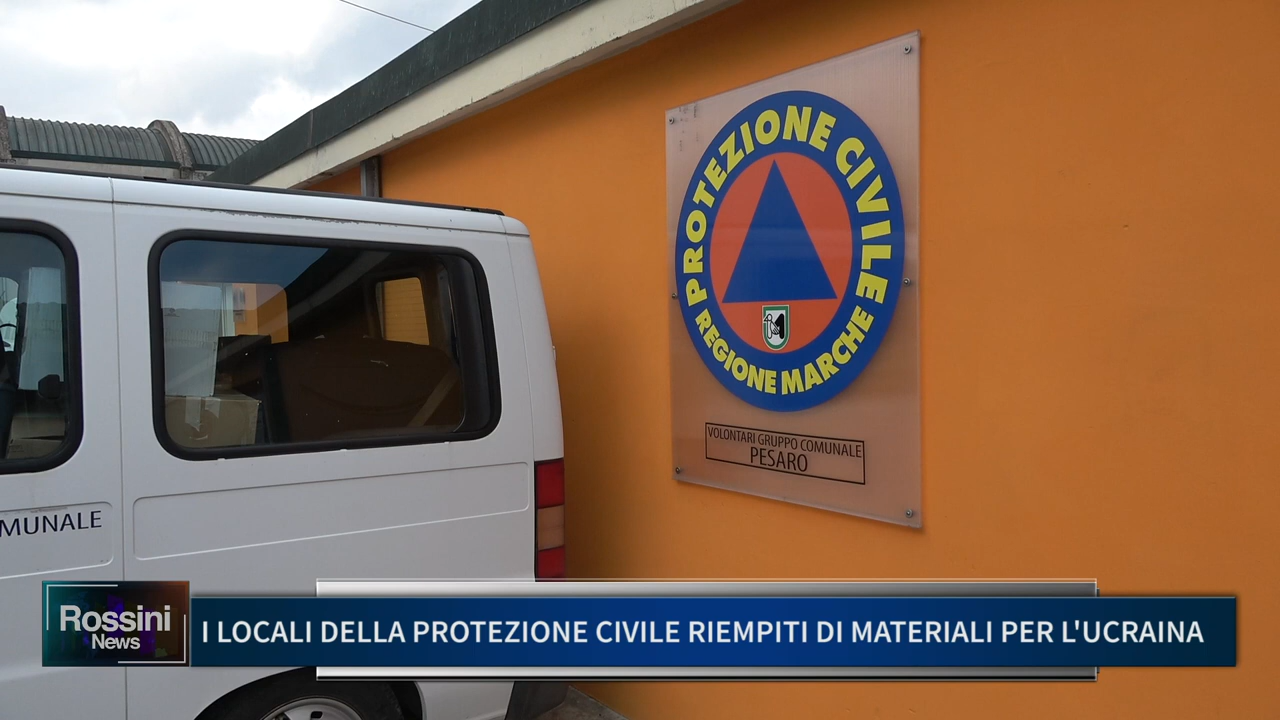 PROTEZIONE CIVILE
REGIONE MARCHE
VOLONTARI GRUPPO COMUNALE
PESARO
MUNALE
Rossini
News
I LOCALI DELLA PROTEZIONE CIVILE RIEMPITI DI MATERIALI PER L'UCRAINA